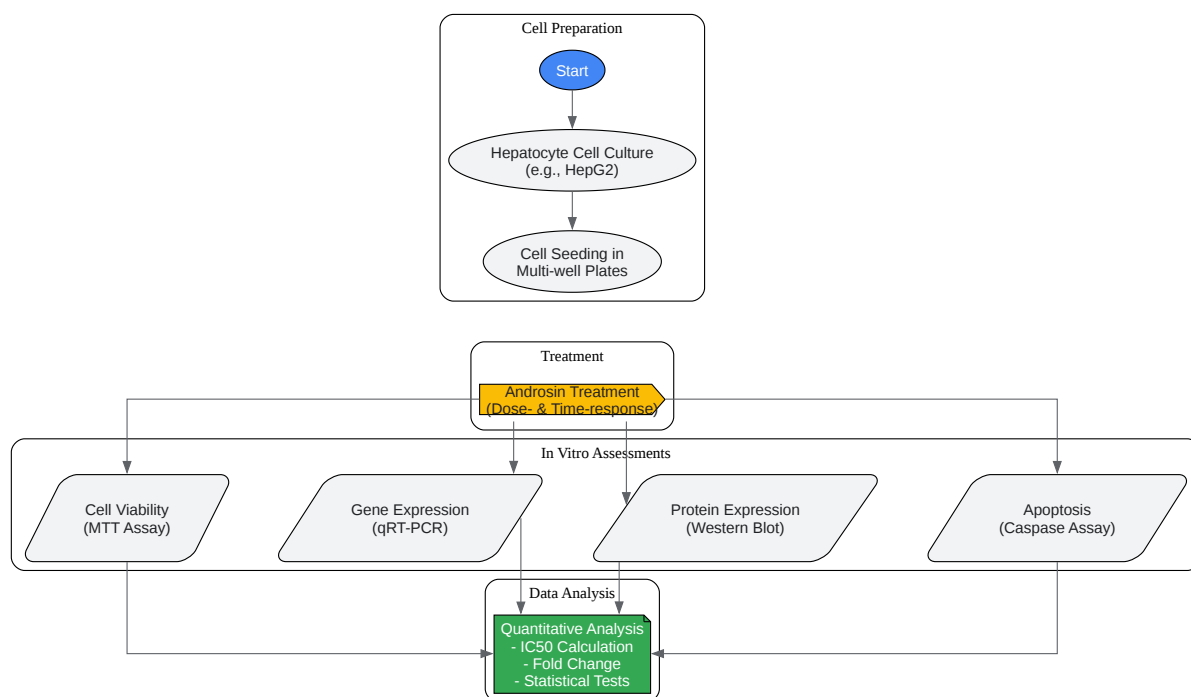 Cell Preparation
Start
Hepatocyte Cell Culture
(e.g., HepG2)
Cell Seeding in
Multi-well Plates
Treatment
Androsin Treatment
(Dose- & Time-response)
In Vitro Assessments
Cell Viability
(MTT Assay)
Gene Expression
(qRT-PCR)
Protein Expression
(Western Blot)
Apoptosis
(Caspase Assay)
Data Analysis
Quantitative Analysis
- IC50 Calculation
- Fold Change
- Statistical Tests